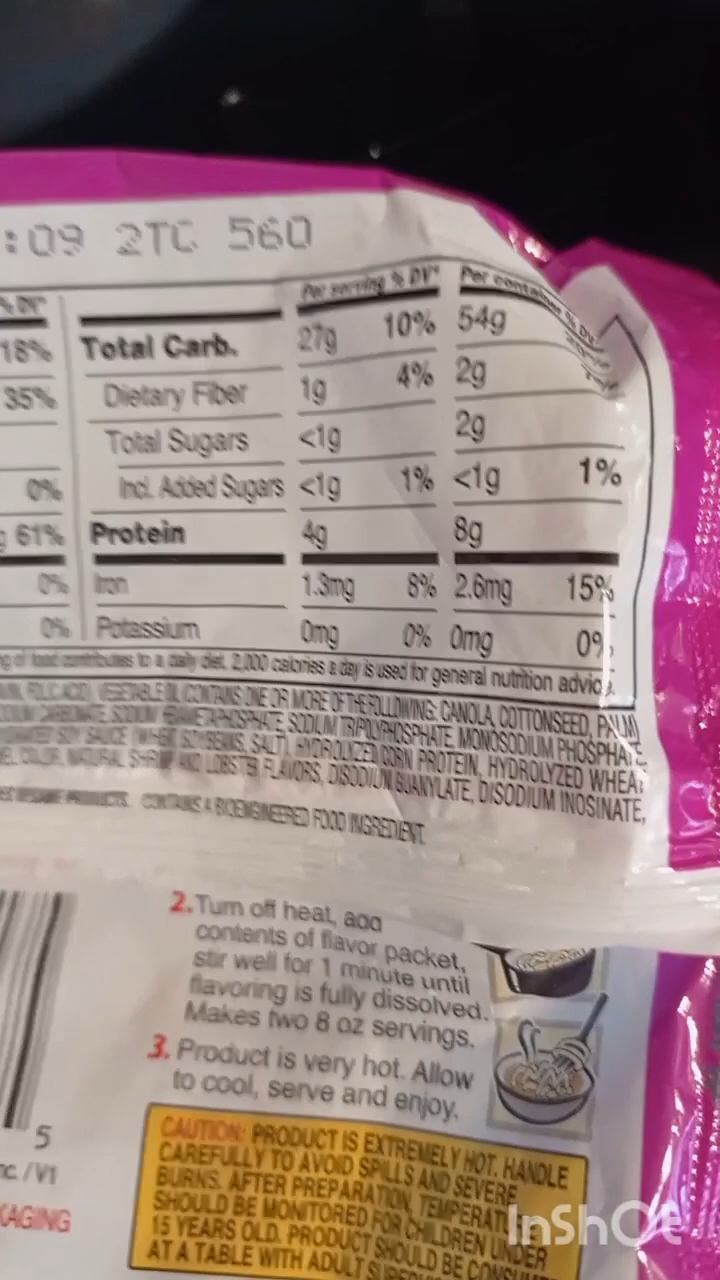 :09 2TC 560
% DV*
Per serving % DV* Per container % DV*
18% Total Carb. 27g 10% 54g
35% Dietary Fiber 1g 4% 2g
Total Sugars <1g 2g
0% Incl. Added Sugars <1g 1% <1g 1%
g 61% Protein 4g 8g
0% Iron 1.3mg 8% 2.6mg 15%
0% Potassium 0mg 0% 0mg 0%
of food contributes to a daily diet. 2,000 calories a day is used for general nutrition advice.
FOLIC ACID), VEGETABLE OIL (CONTAINS ONE OR MORE OF THE FOLLOWING: CANOLA, COTTONSEED, PALM)
SODIUM HEXAMETAPHOSPHATE, SODIUM TRIPOLYPHOSPHATE, MONOSODIUM PHOSPHATE,
SOY SAUCE (WHEAT, SOYBEANS, SALT), HYDROLYZED CORN PROTEIN, HYDROLYZED WHEAT
COLOR, NATURAL SHRIMP AND LOBSTER FLAVORS, DISODIUM GUANYLATE, DISODIUM INOSINATE,
SESAME PRODUCTS. CONTAINS A BIOENGINEERED FOOD INGREDIENT.
2. Turn off heat, add
contents of flavor packet,
stir well for 1 minute until
flavoring is fully dissolved.
Makes two 8 oz servings.
3. Product is very hot. Allow
to cool, serve and enjoy.
5
nc. / V1
KAGING
CAUTION: PRODUCT IS EXTREMELY HOT. HANDLE
CAREFULLY TO AVOID SPILLS AND SEVERE
BURNS. AFTER PREPARATION, TEMPERATURE
SHOULD BE MONITORED FOR CHILDREN UNDER
15 YEARS OLD. PRODUCT SHOULD BE CONSUM
AT A TABLE WITH ADULT SUPER
InShOt